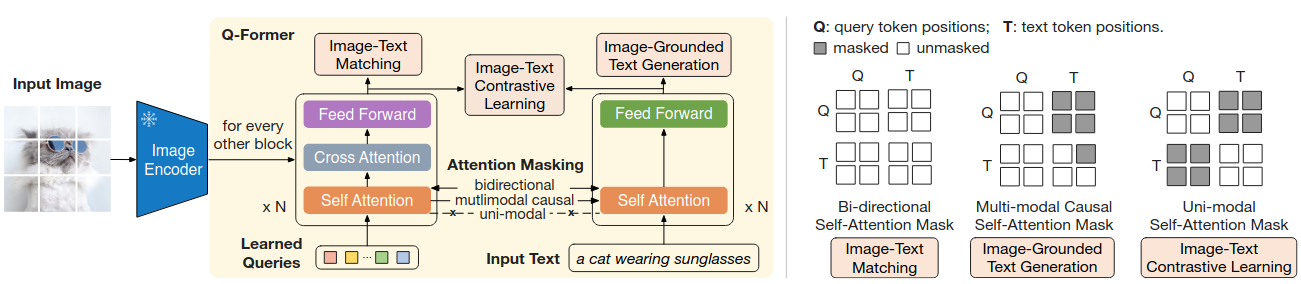 Input Image
Image
Encoder
for every
other block
Q-Former
Image-Text
Matching
Image-Text
Contrastive
Learning
Image-Grounded
Text Generation
Feed Forward
Cross Attention
Self Attention
x N
Learned
Queries
...
Attention Masking
bidirectional
mutlimodal causal
x uni-modal x
Feed Forward
Self Attention
x N
Input Text
a cat wearing sunglasses
Q: query token positions; T: text token positions.
masked unmasked
Q T
Q
T
Bi-directional
Self-Attention Mask
Image-Text
Matching
Q T
Q
T
Multi-modal Causal
Self-Attention Mask
Image-Grounded
Text Generation
Q T
Q
T
Uni-modal
Self-Attention Mask
Image-Text
Contrastive Learning